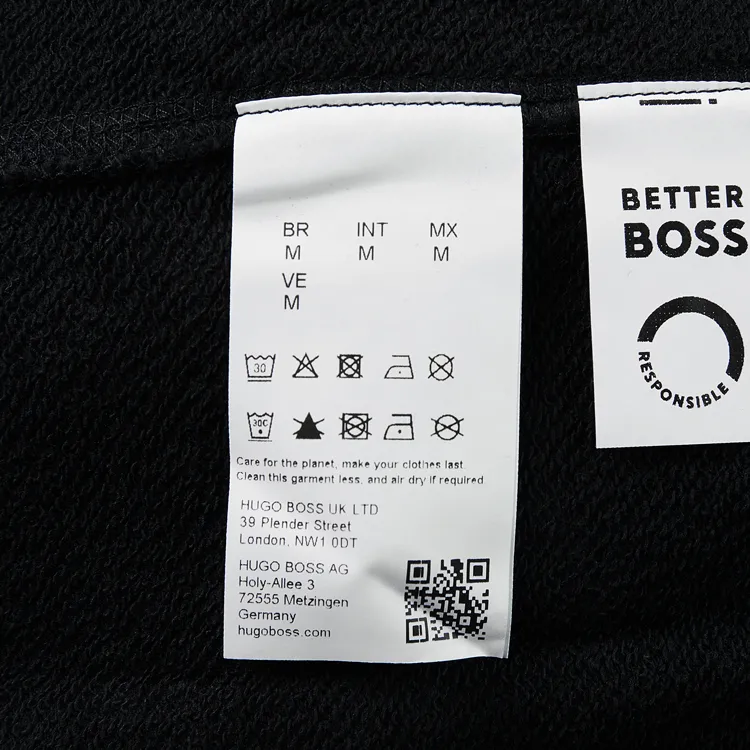 BR INT MX
M M M
VE
M
30
30C
Care for the planet, make your clothes last.
Clean this garment less, and air dry if required.
HUGO BOSS UK LTD
39 Plender Street
London, NW1 0DT
HUGO BOSS AG
Holy-Allee 3
72555 Metzingen
Germany
hugoboss.com
BETTER
BOSS
RESPONSIBLE